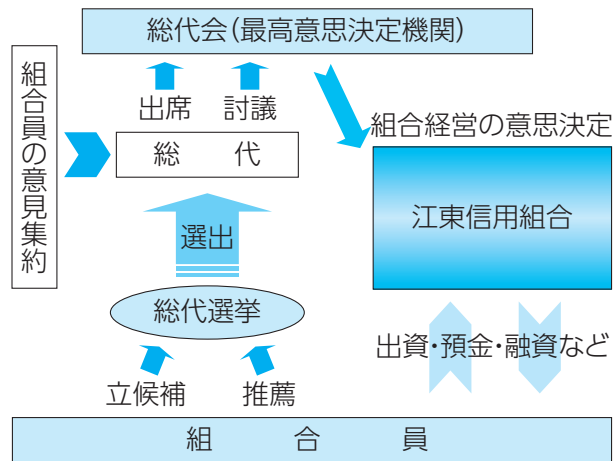 総代会(最高意思決定機関)
組合員の意見集約
出席 討議
総代
選出
総代選挙
立候補 推薦
組合経営の意思決定
江東信用組合
出資・預金・融資など
組合員